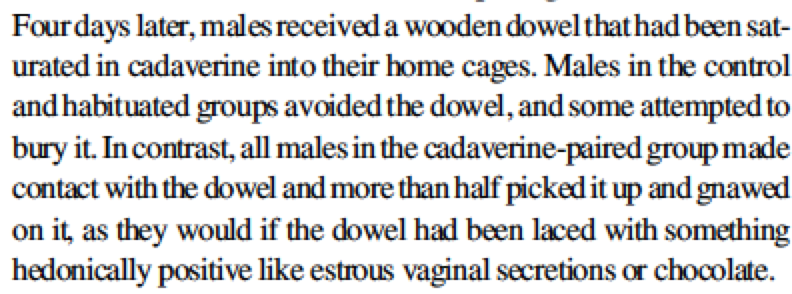 Four days later, males received a wooden dowel that had been sat-
urated in cadaverine into their home cages. Males in the control
and habituated groups avoided the dowel, and some attempted to
bury it. In contrast, all males in the cadaverine-paired group made
contact with the dowel and more than half picked it up and gnawed
on it, as they would if the dowel had been laced with something
hedonically positive like estrous vaginal secretions or chocolate.